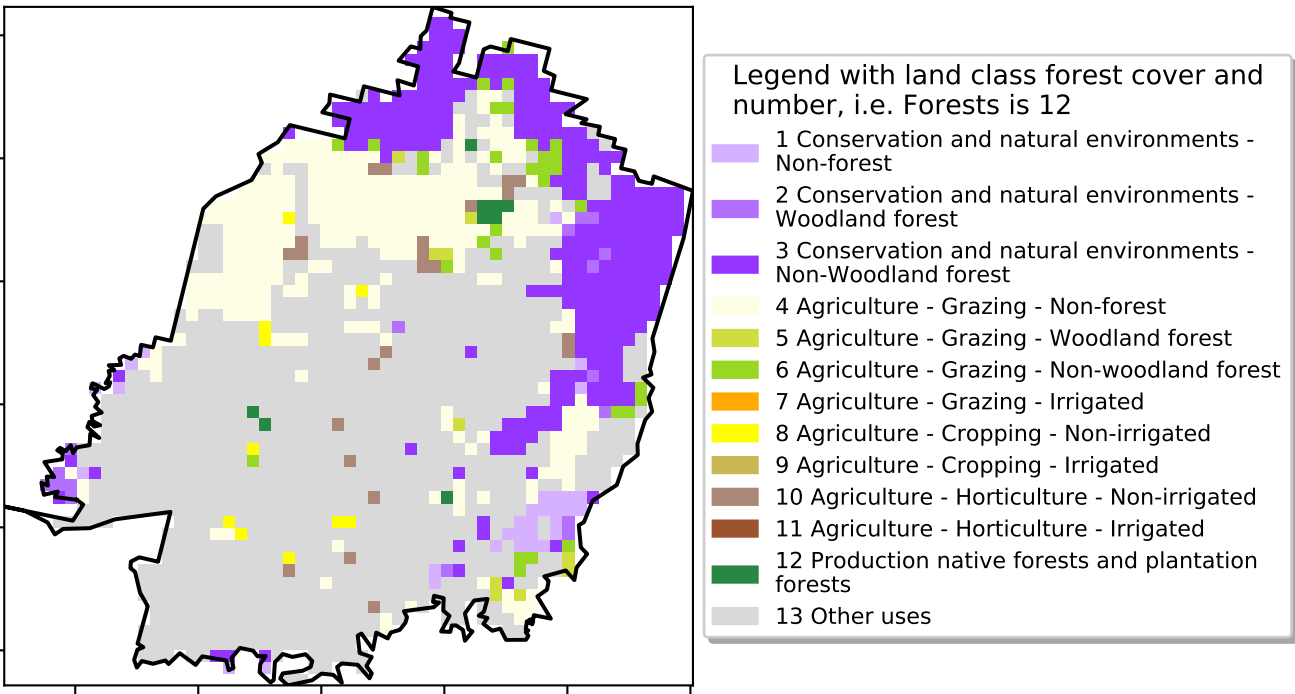 Legend with land class forest cover and
number, i.e. Forests is 12
1 Conservation and natural environments -
Non-forest
2 Conservation and natural environments -
Woodland forest
3 Conservation and natural environments -
Non-Woodland forest
4 Agriculture - Grazing - Non-forest
5 Agriculture - Grazing - Woodland forest
6 Agriculture - Grazing - Non-woodland forest
7 Agriculture - Grazing - Irrigated
8 Agriculture - Cropping - Non-irrigated
9 Agriculture - Cropping - Irrigated
10 Agriculture - Horticulture - Non-irrigated
11 Agriculture - Horticulture - Irrigated
12 Production native forests and plantation
forests
13 Other uses